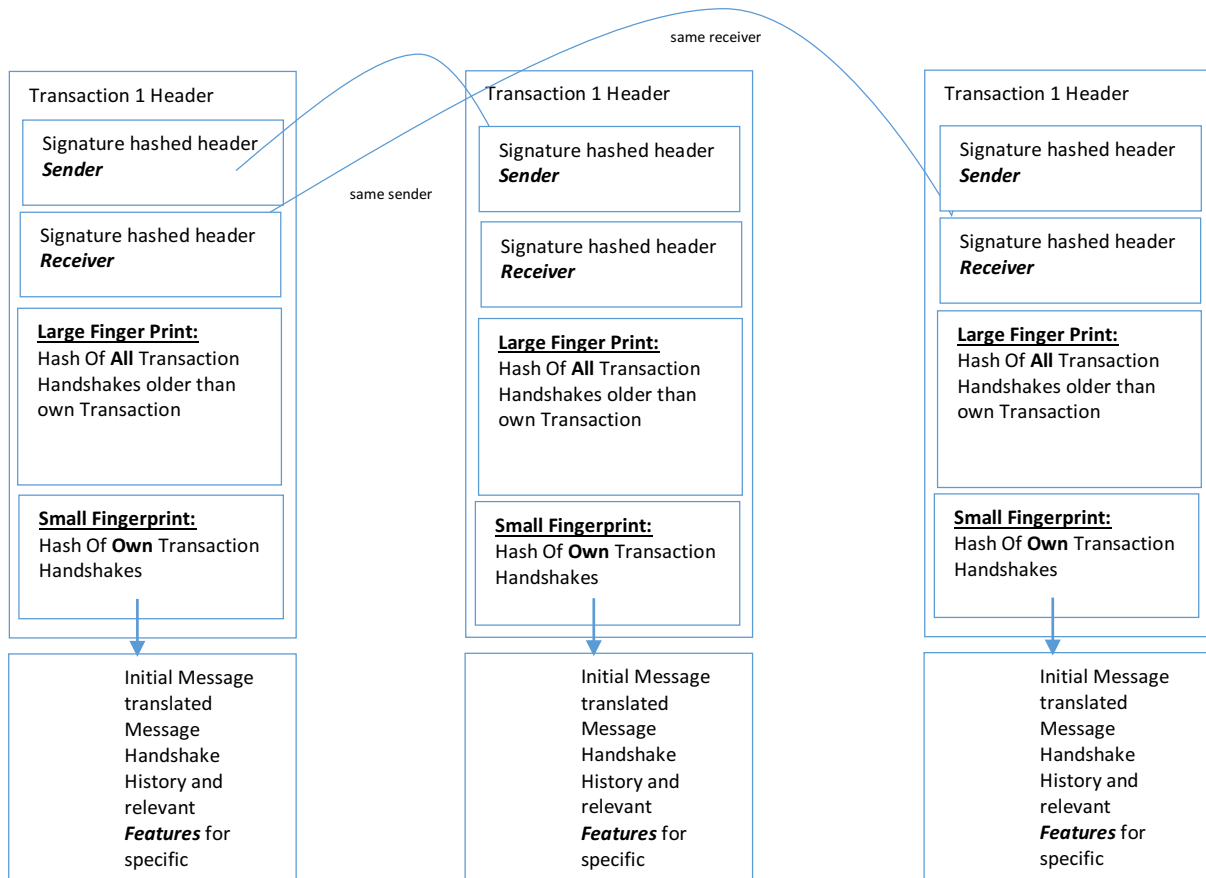 same receiver
same sender
Transaction 1 Header
Signature hashed header
Sender
Signature hashed header
Receiver
Large Finger Print:
Hash Of All Transaction
Handshakes older than
own Transaction
Small Fingerprint:
Hash Of Own Transaction
Handshakes
Initial Message
translated
Message
Handshake
History and
relevant
Features for
specific
Transaction 1 Header
Signature hashed header
Sender
Signature hashed header
Receiver
Large Finger Print:
Hash Of All Transaction
Handshakes older than
own Transaction
Small Fingerprint:
Hash Of Own Transaction
Handshakes
Initial Message
translated
Message
Handshake
History and
relevant
Features for
specific
Transaction 1 Header
Signature hashed header
Sender
Signature hashed header
Receiver
Large Finger Print:
Hash Of All Transaction
Handshakes older than
own Transaction
Small Fingerprint:
Hash Of Own Transaction
Handshakes
Initial Message
translated
Message
Handshake
History and
relevant
Features for
specific